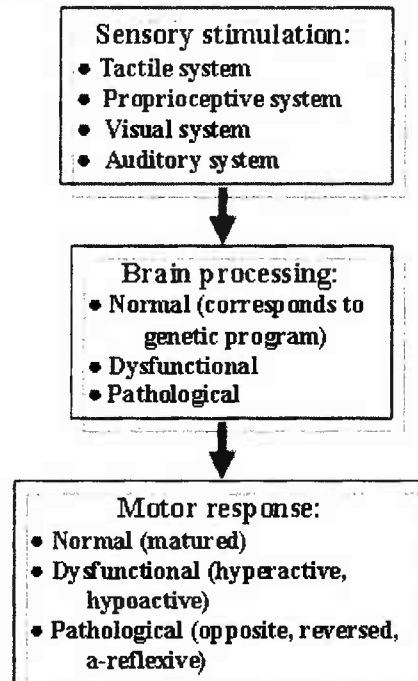 Sensory stimulation:
● Tactile system
● Proprioceptive system
● Visual system
● Auditory system
Brain processing:
● Normal (corresponds to
genetic program)
● Dysfunctional
● Pathological
Motor response:
● Normal (matured)
● Dysfunctional (hyperactive,
hypoactive)
● Pathological (opposite, reversed,
a-reflexive)